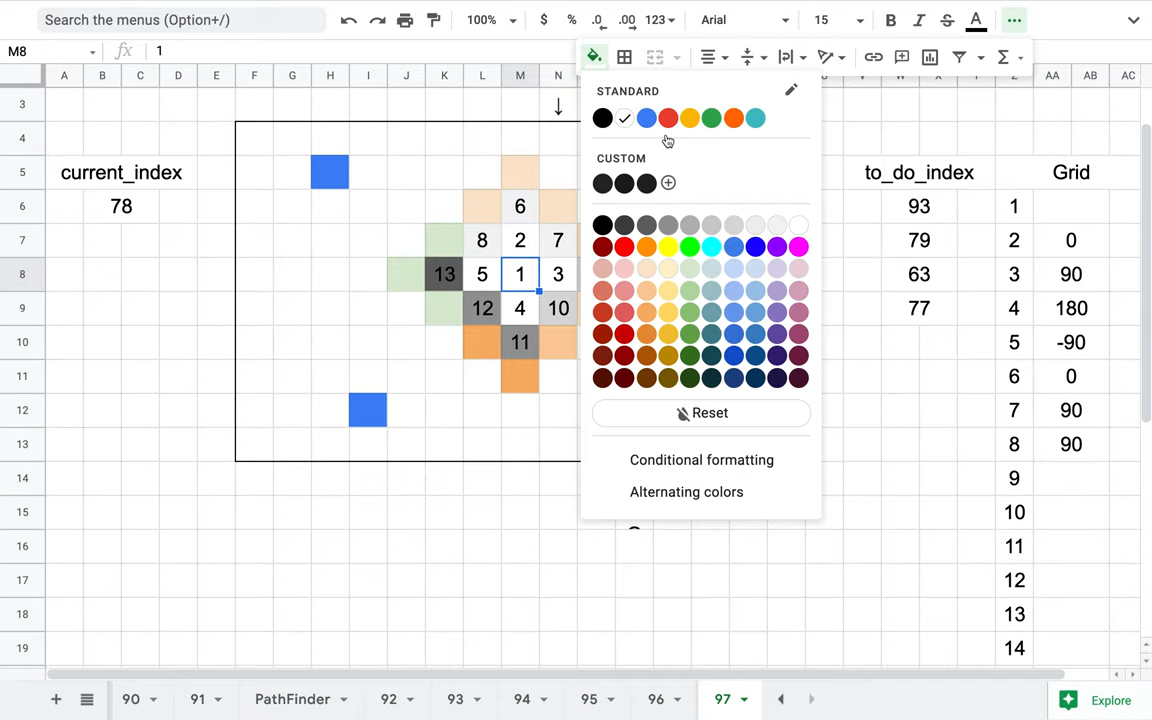 Search the menus (Option+/)
100%
$ % .0 .00 123
Arial
15
B I S A
M8
fx 1
A B C D E F G H I J K L M N
Z AA AB AC
STANDARD
CUSTOM
Reset
Conditional formatting
Alternating colors
3 ↓
4
5 current_index to_do_index Grid
6 78 6 93 1
7 8 2 7 79 2 0
8 13 5 1 3 63 3 90
9 12 4 10 77 4 180
10 11 5 -90
11 6 0
12 7 90
13 8 90
14 9
15 10
16 11
17 12
18 13
19 14
90 91 PathFinder 92 93 94 95 96 97
Explore